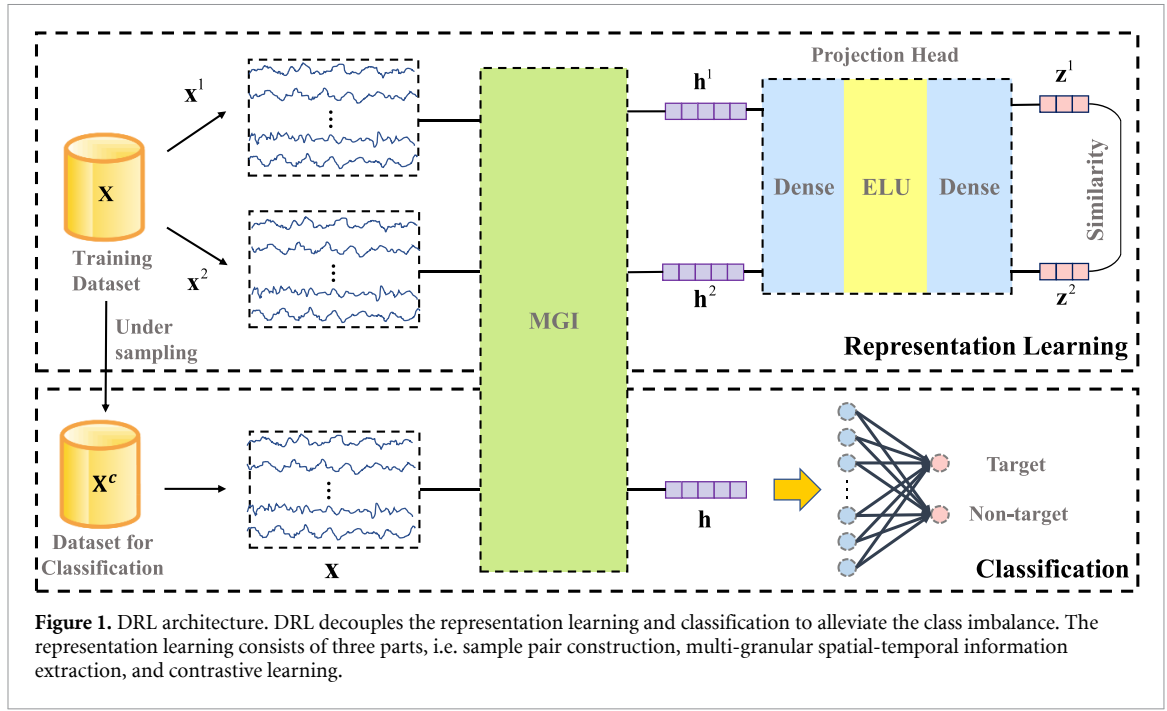 Projection Head
x¹
h¹
z¹
X
Training
Dataset
Dense
ELU
Dense
Similarity
x²
h²
z²
MGI
Under
sampling
Representation Learning
Xᶜ
Dataset for
Classification
x
h
Target
Non-target
Classification
Figure 1. DRL architecture. DRL decouples the representation learning and classification to alleviate the class imbalance. The
representation learning consists of three parts, i.e. sample pair construction, multi-granular spatial-temporal information
extraction, and contrastive learning.